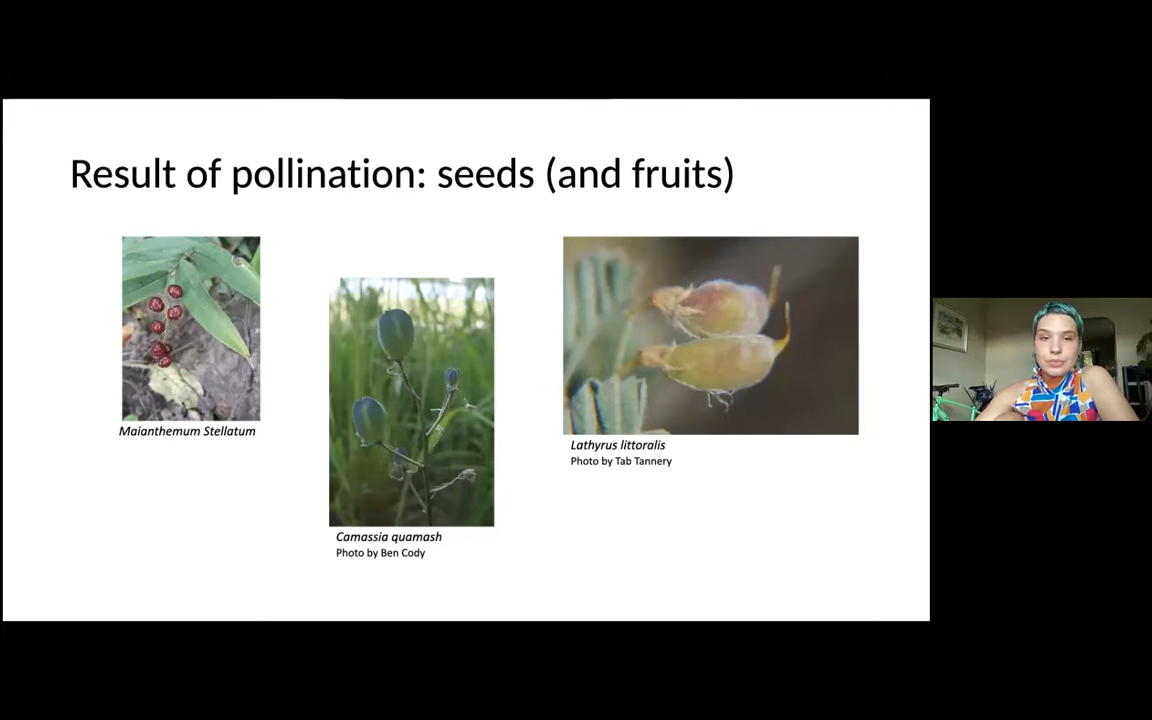 Result of pollination: seeds (and fruits)
Maianthemum Stellatum
Camassia quamash
Photo by Ben Cody
Lathyrus littoralis
Photo by Tab Tannery